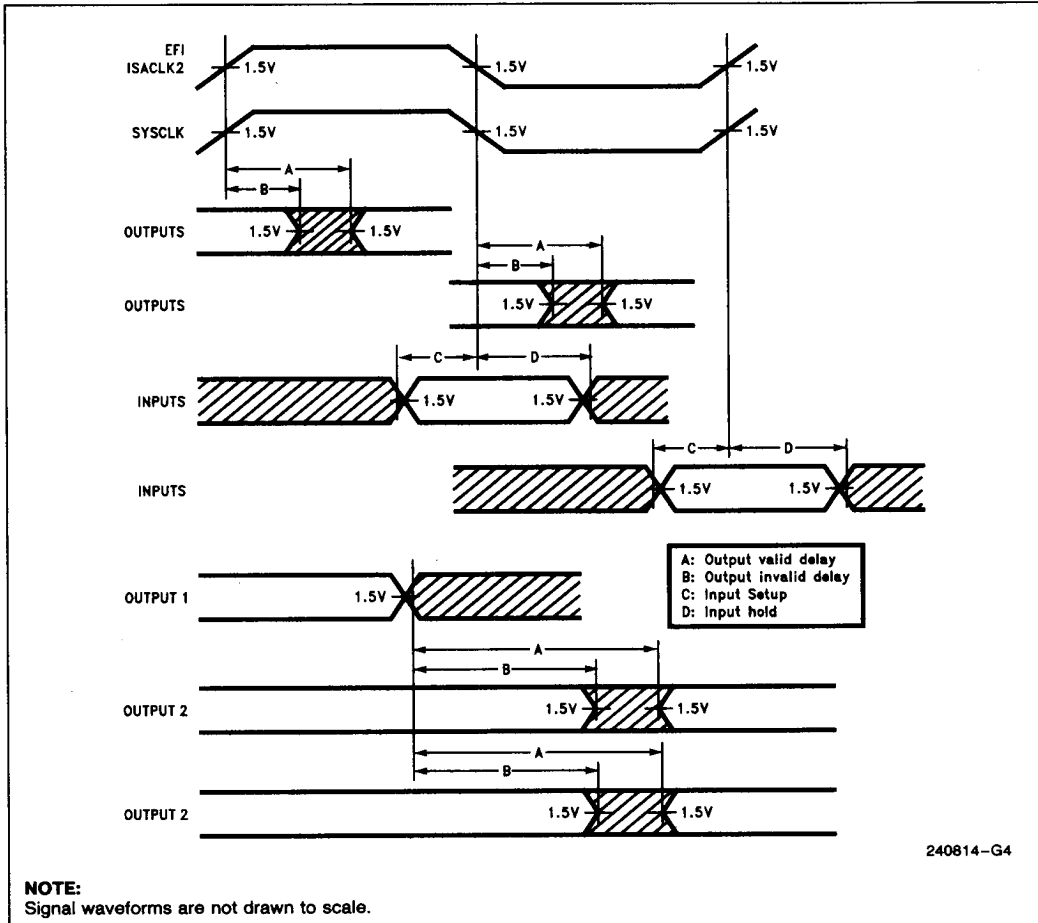 EFI
ISACLK2
1.5V
1.5V
1.5V
SYSCLK
1.5V
1.5V
1.5V
A
B
OUTPUTS
1.5V
1.5V
A
B
OUTPUTS
1.5V
1.5V
C
D
INPUTS
1.5V
1.5V
C
D
INPUTS
1.5V
1.5V
A: Output valid delay
B: Output invalid delay
C: Input Setup
D: Input hold
OUTPUT 1
1.5V
A
B
OUTPUT 2
1.5V
1.5V
A
B
OUTPUT 2
1.5V
1.5V
240814-G4
NOTE:
Signal waveforms are not drawn to scale.